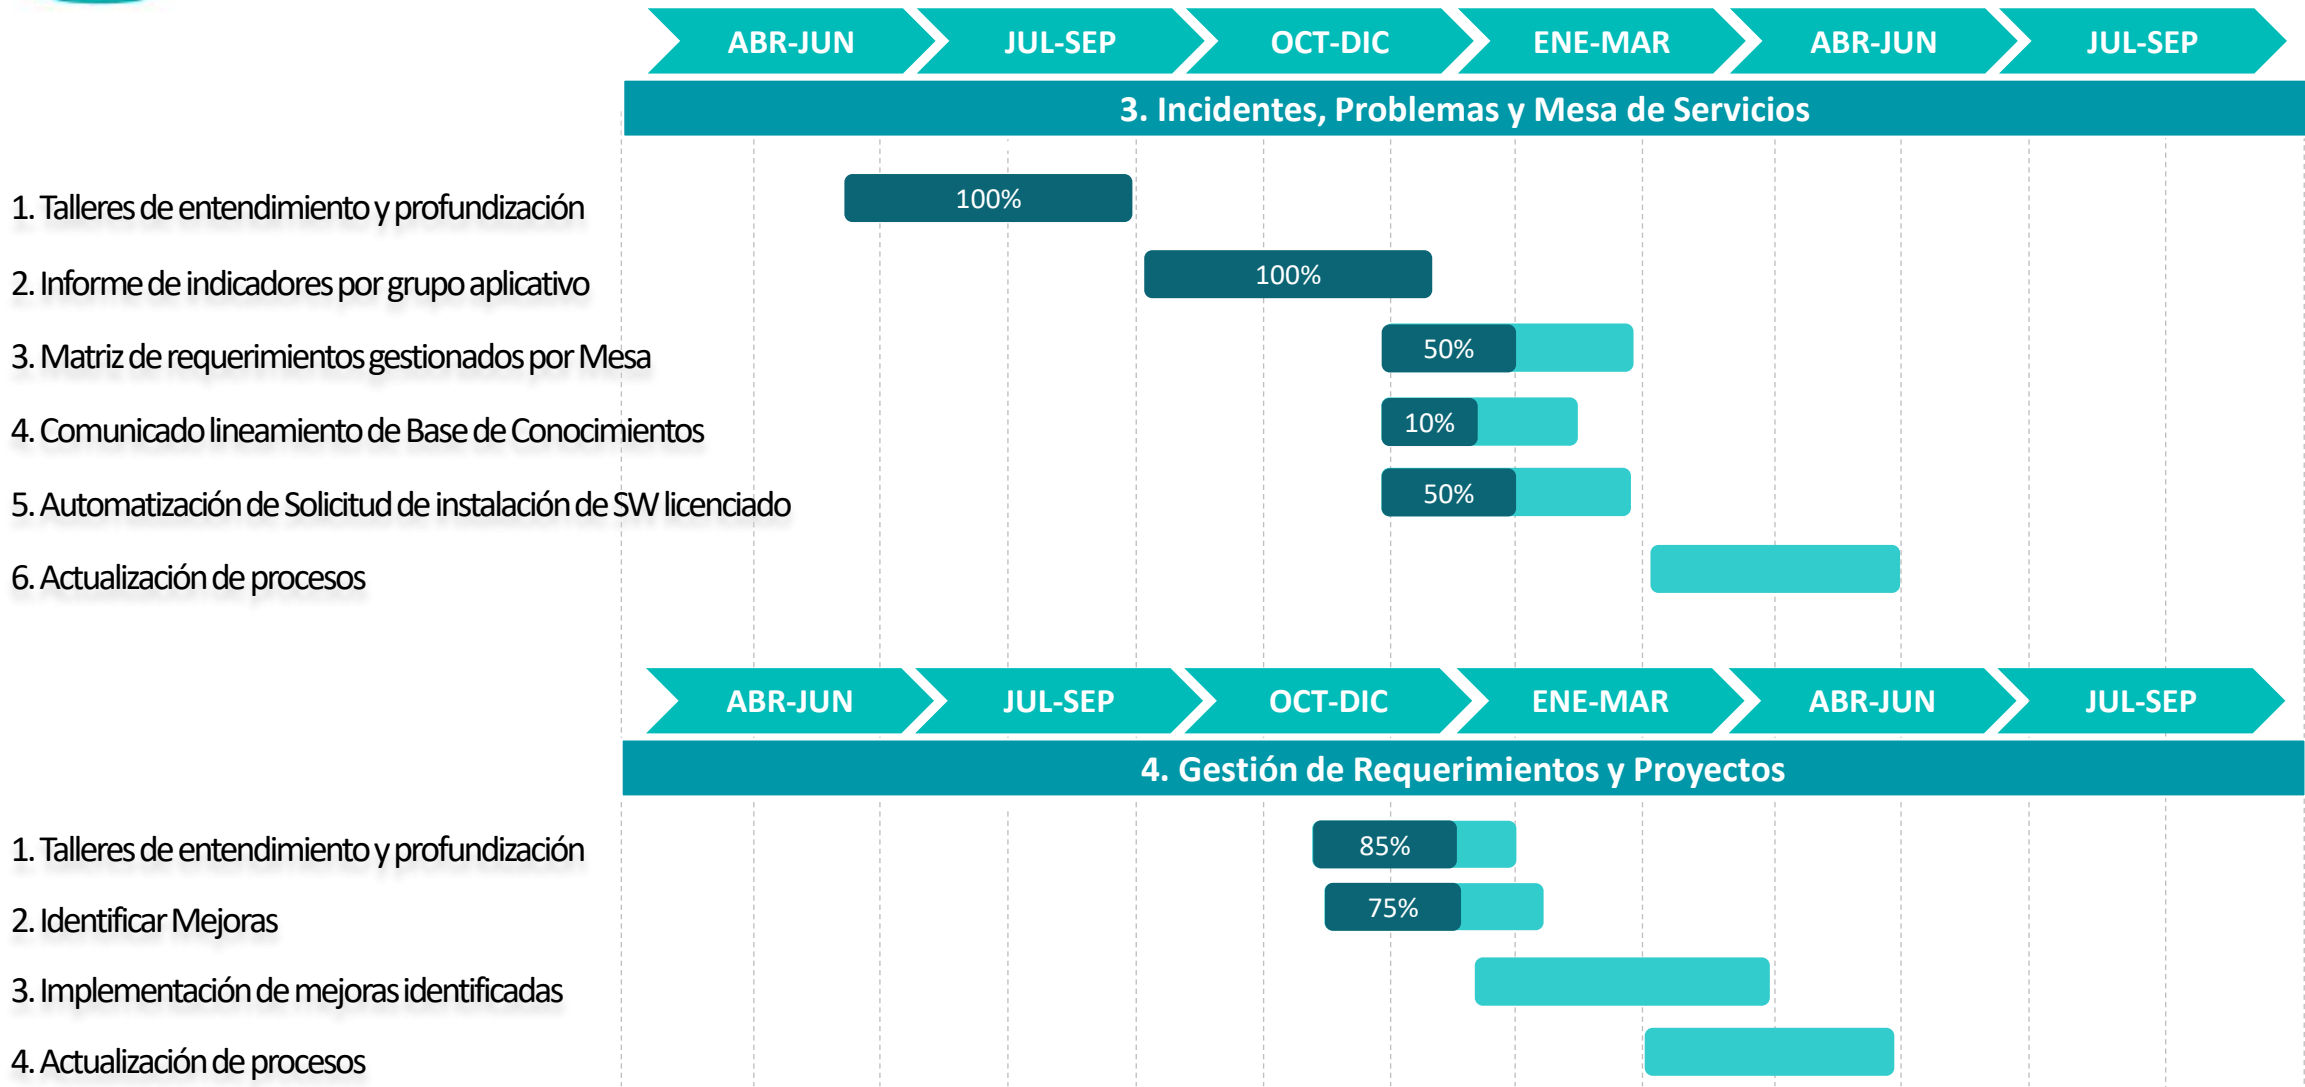 ABR-JUN JUL-SEP OCT-DIC ENE-MAR ABR-JUN JUL-SEP
3. Incidentes, Problemas y Mesa de Servicios
1. Talleres de entendimiento y profundización 100%
2. Informe de indicadores por grupo aplicativo 100%
3. Matriz de requerimientos gestionados por Mesa 50%
4. Comunicado lineamiento de Base de Conocimientos 10%
5. Automatización de Solicitud de instalación de SW licenciado 50%
6. Actualización de procesos
ABR-JUN JUL-SEP OCT-DIC ENE-MAR ABR-JUN JUL-SEP
4. Gestión de Requerimientos y Proyectos
1. Talleres de entendimiento y profundización 85%
2. Identificar Mejoras 75%
3. Implementación de mejoras identificadas
4. Actualización de procesos